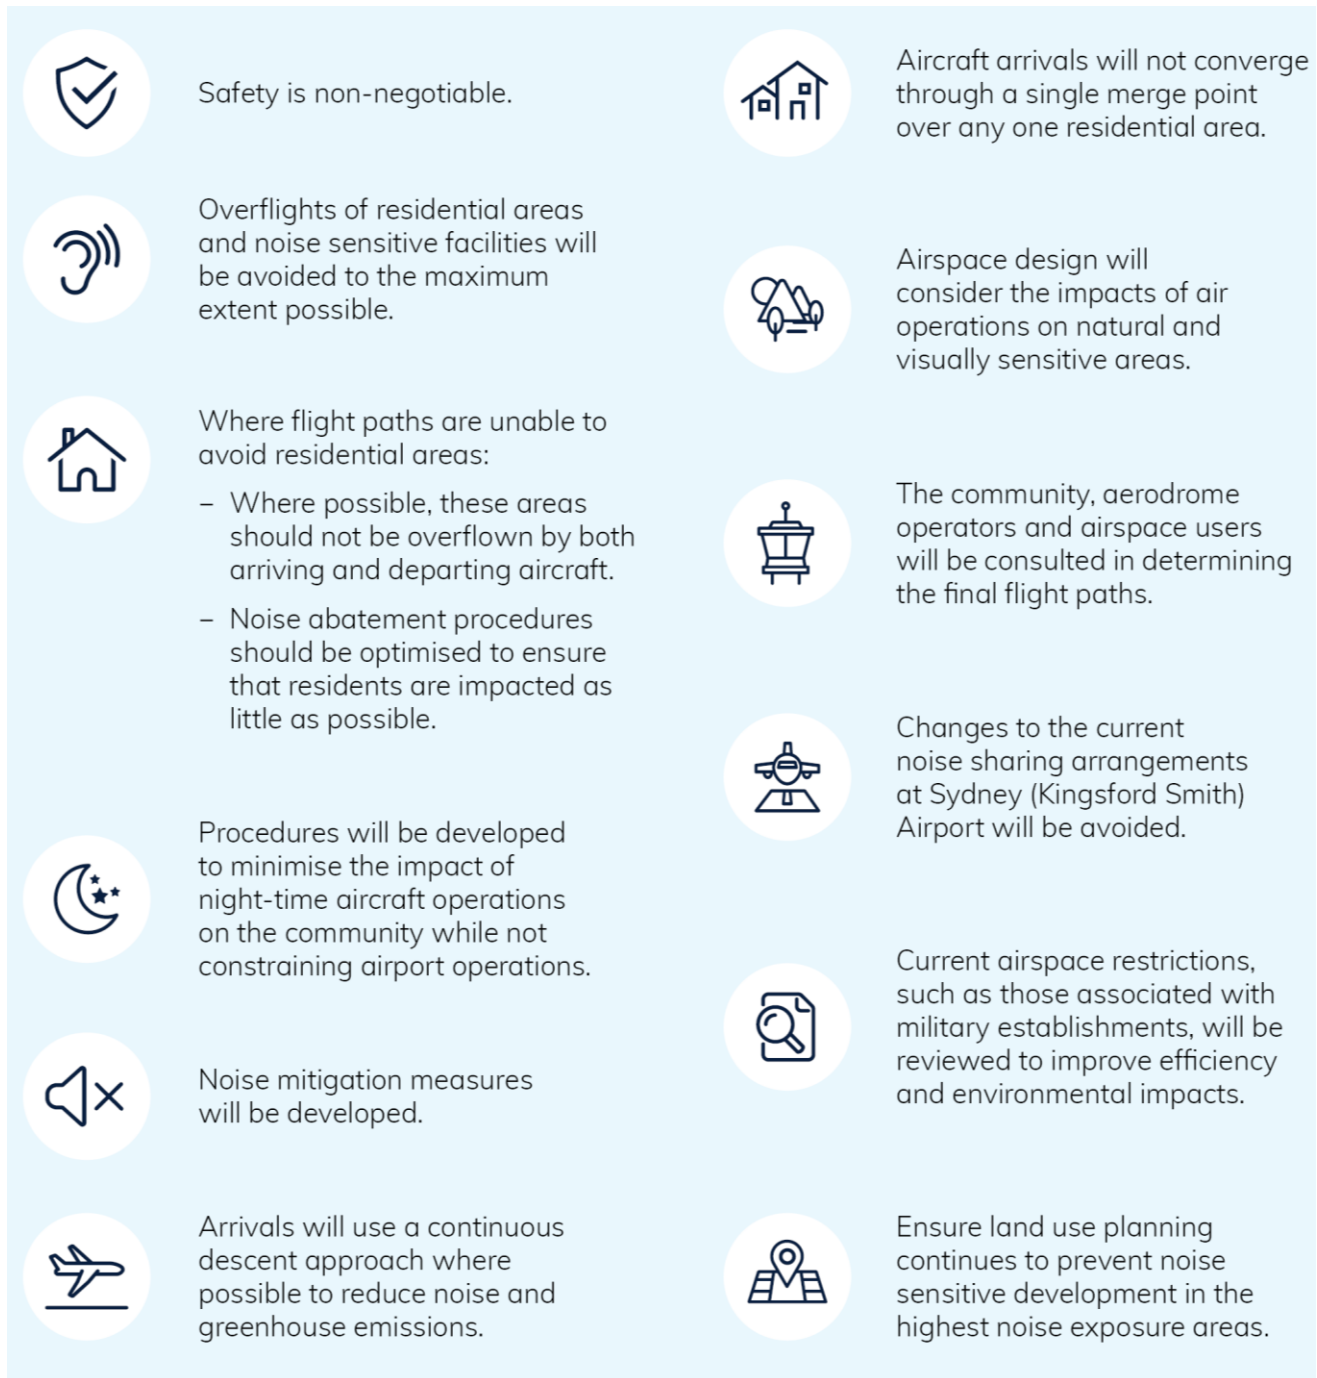 Safety is non-negotiable.
Overflights of residential areas
and noise sensitive facilities will
be avoided to the maximum
extent possible.
Where flight paths are unable to
avoid residential areas:
– Where possible, these areas
should not be overflown by both
arriving and departing aircraft.
– Noise abatement procedures
should be optimised to ensure
that residents are impacted as
little as possible.
Procedures will be developed
to minimise the impact of
night-time aircraft operations
on the community while not
constraining airport operations.
Noise mitigation measures
will be developed.
Arrivals will use a continuous
descent approach where
possible to reduce noise and
greenhouse emissions.
Aircraft arrivals will not converge
through a single merge point
over any one residential area.
Airspace design will
consider the impacts of air
operations on natural and
visually sensitive areas.
The community, aerodrome
operators and airspace users
will be consulted in determining
the final flight paths.
Changes to the current
noise sharing arrangements
at Sydney (Kingsford Smith)
Airport will be avoided.
Current airspace restrictions,
such as those associated with
military establishments, will be
reviewed to improve efficiency
and environmental impacts.
Ensure land use planning
continues to prevent noise
sensitive development in the
highest noise exposure areas.